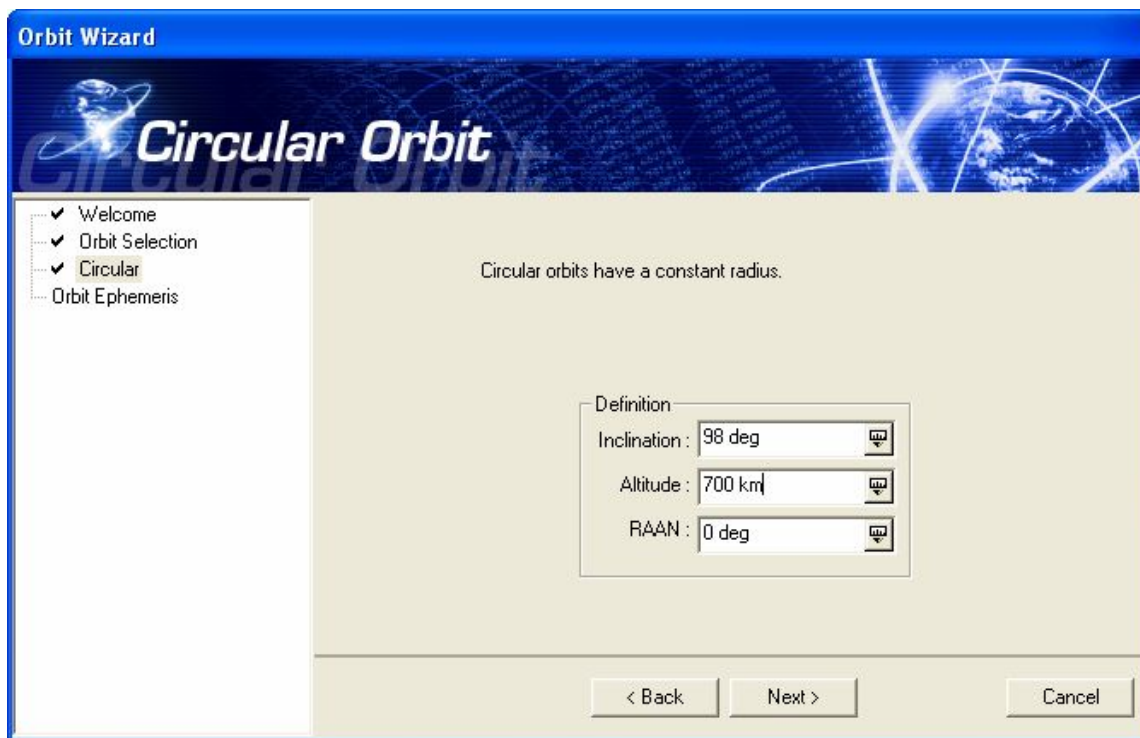 Orbit Wizard
Circular Orbit
Welcome
Orbit Selection
Circular
Orbit Ephemeris
Circular orbits have a constant radius.
Definition
Inclination : 98 deg
Altitude : 700 km
RAAN : 0 deg
< Back Next > Cancel